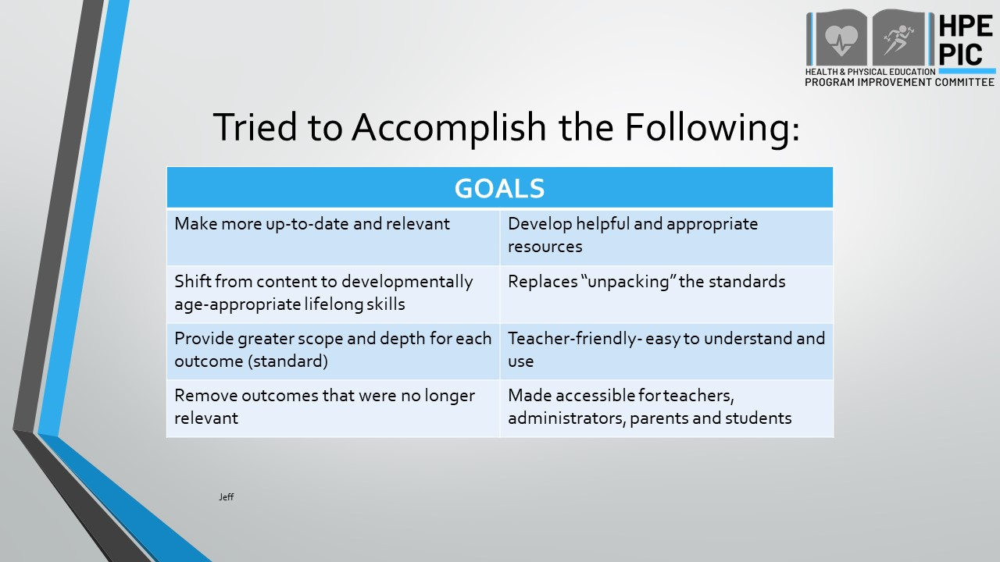 HPE
PIC
HEALTH & PHYSICAL EDUCATION
PROGRAM IMPROVEMENT COMMITTEE
Tried to Accomplish the Following:
GOALS
Make more up-to-date and relevant
Develop helpful and appropriate
resources
Shift from content to developmentally
age-appropriate lifelong skills
Replaces “unpacking” the standards
Provide greater scope and depth for each
outcome (standard)
Teacher-friendly- easy to understand and
use
Remove outcomes that were no longer
relevant
Made accessible for teachers,
administrators, parents and students
Jeff